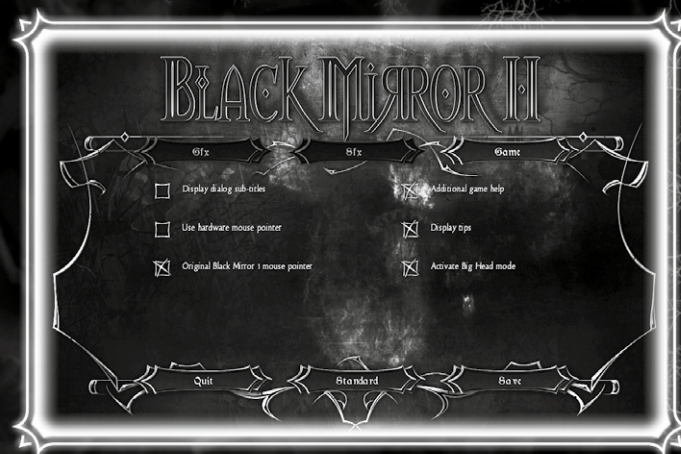 Black Mirror II
Gfx
Sfx
Game
Display dialog sub-titles
Additional game help
Use hardware mouse pointer
Display tips
Original Black Mirror 1 mouse pointer
Activate Big Head mode
Quit
Standard
Save